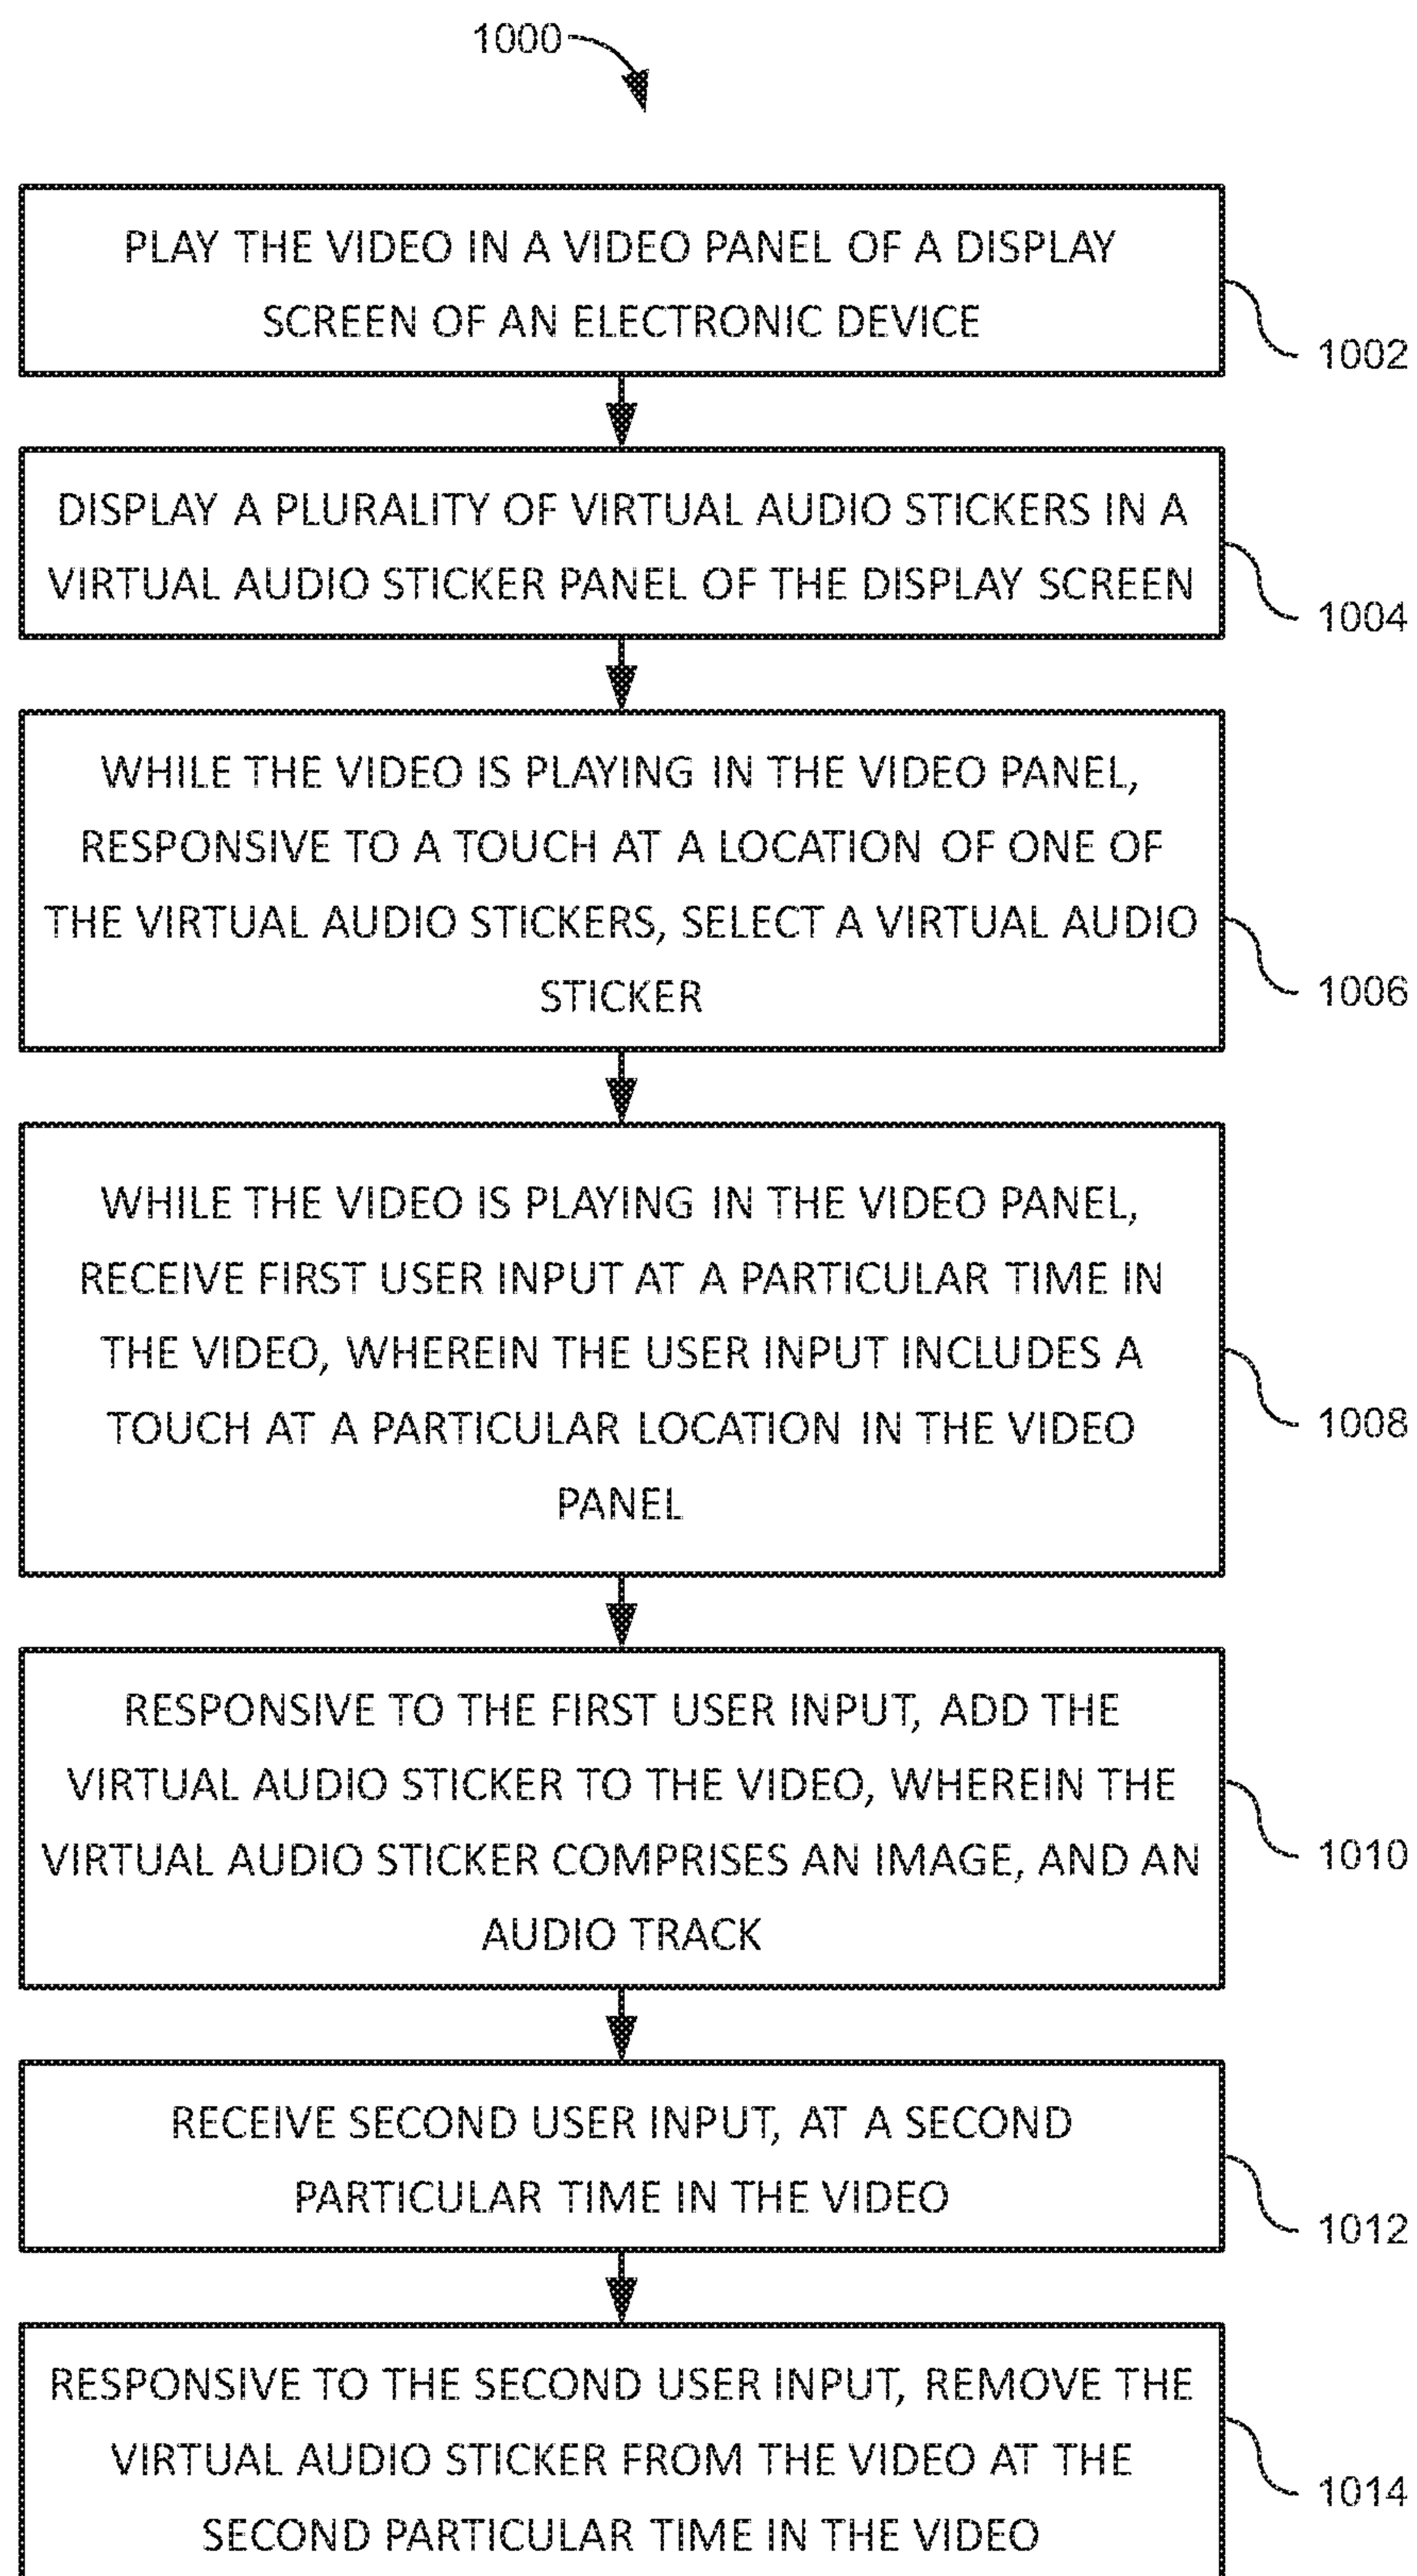 1000
PLAY THE VIDEO IN A VIDEO PANEL OF A DISPLAY
SCREEN OF AN ELECTRONIC DEVICE
1002
DISPLAY A PLURALITY OF VIRTUAL AUDIO STICKERS IN A
VIRTUAL AUDIO STICKER PANEL OF THE DISPLAY SCREEN
1004
WHILE THE VIDEO IS PLAYING IN THE VIDEO PANEL,
RESPONSIVE TO A TOUCH AT A LOCATION OF ONE OF
THE VIRTUAL AUDIO STICKERS, SELECT A VIRTUAL AUDIO
STICKER
1006
WHILE THE VIDEO IS PLAYING IN THE VIDEO PANEL,
RECEIVE FIRST USER INPUT AT A PARTICULAR TIME IN
THE VIDEO, WHEREIN THE USER INPUT INCLUDES A
TOUCH AT A PARTICULAR LOCATION IN THE VIDEO
PANEL
1008
RESPONSIVE TO THE FIRST USER INPUT, ADD THE
VIRTUAL AUDIO STICKER TO THE VIDEO, WHEREIN THE
VIRTUAL AUDIO STICKER COMPRISES AN IMAGE, AND AN
AUDIO TRACK
1010
RECEIVE SECOND USER INPUT, AT A SECOND
PARTICULAR TIME IN THE VIDEO
1012
RESPONSIVE TO THE SECOND USER INPUT, REMOVE THE
VIRTUAL AUDIO STICKER FROM THE VIDEO AT THE
SECOND PARTICULAR TIME IN THE VIDEO
1014